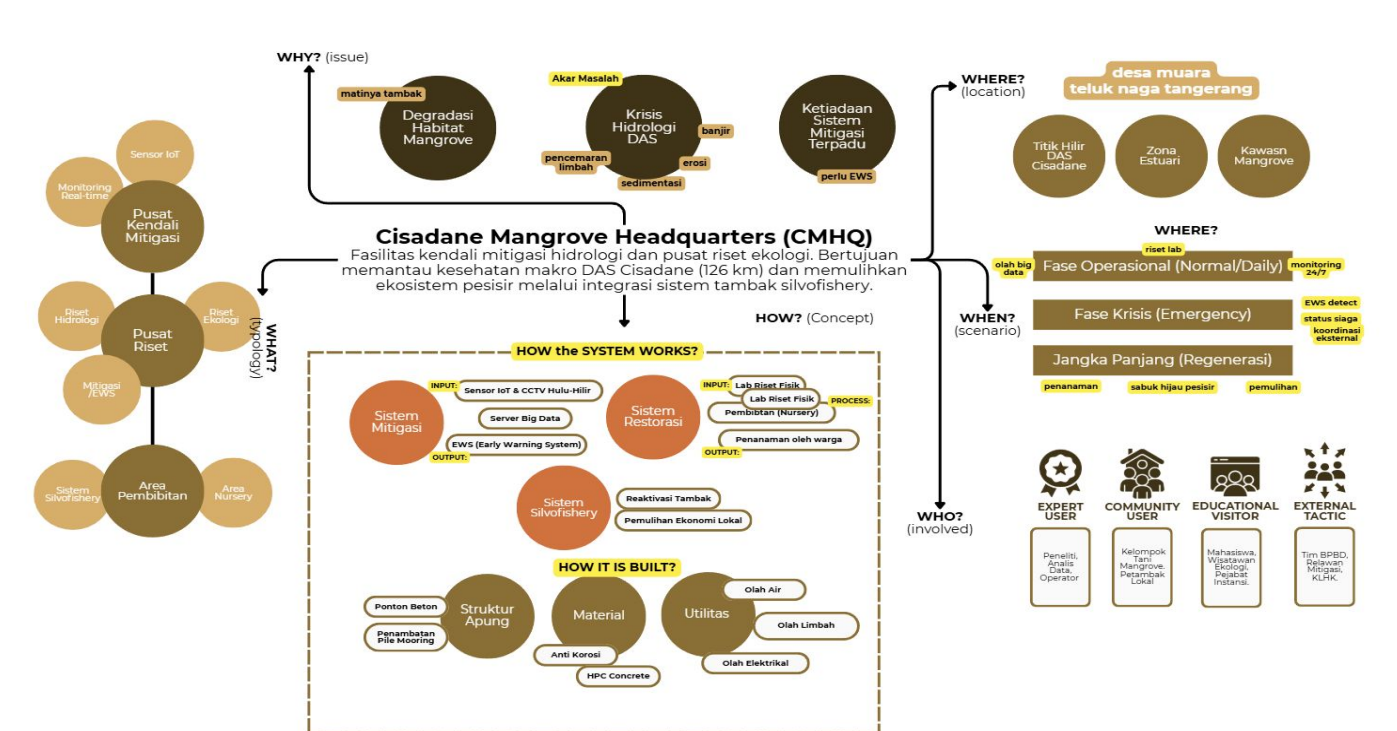 WHY? (issue)
matinya tambak
Degradasi
Habitat
Mangrove
Akar Masalah
Krisis
Hidrologi
DAS
banjir
pencemaran
limbah
erosi
sedimentasi
Ketiadaan
Sistem
Mitigasi
Terpadu
perlu EWS
WHERE?
(location)
desa muara
teluk naga tangerang
Titik Hilir
DAS
Cisadane
Zona
Estuari
Kawasn
Mangrove
Sensor IoT
Monitoring
Real-time
Pusat
Kendali
Mitigasi
Riset
Hidrologi
Pusat
Riset
Riset
Ekologi
Mitigasi
/EWS
Sistem
Silvofishery
Area
Pembibitan
Area
Nursery
WHAT?
(typology)
Cisadane Mangrove Headquarters (CMHQ)
Fasilitas kendali mitigasi hidrologi dan pusat riset ekologi. Bertujuan
memantau kesehatan makro DAS Cisadane (126 km) dan memulihkan
ekosistem pesisir melalui integrasi sistem tambak silvofishery.
HOW? (Concept)
WHEN?
(scenario)
WHERE?
riset lab
olah big
data
Fase Operasional (Normal/Daily)
monitoring
24/7
Fase Krisis (Emergency)
EWS detect
status siaga
koordinasi
eksternal
Jangka Panjang (Regenerasi)
penanaman
sabuk hijau pesisir
pemulihan
HOW the SYSTEM WORKS?
Sistem
Mitigasi
INPUT:
Sensor IoT & CCTV Hulu-Hilir
Server Big Data
EWS (Early Warning System)
OUTPUT:
Sistem
Restorasi
INPUT:
Lab Riset Fisik
Lab Riset Fisik
PROCESS:
Pembibtan (Nursery)
Penanaman oleh warga
OUTPUT:
Sistem
Silvofishery
Reaktivasi Tambak
Pemulihan Ekonomi Lokal
HOW IT IS BUILT?
Ponton Beton
Penambatan
Pile Mooring
Struktur
Apung
Material
Anti Korosi
HPC Concrete
Utilitas
Olah Air
Olah Limbah
Olah Elektrikal
WHO?
(involved)
EXPERT
USER
Peneliti,
Analis
Data,
Operator
COMMUNITY
USER
Kelompok
Tani
Mangrove.
Petambak
Lokal
EDUCATIONAL
VISITOR
Mahasiswa,
Wisatawan
Ekologi,
Pejabat
Instansi.
EXTERNAL
TACTIC
Tim BPBD,
Relawan
Mitigasi,
KLHK.